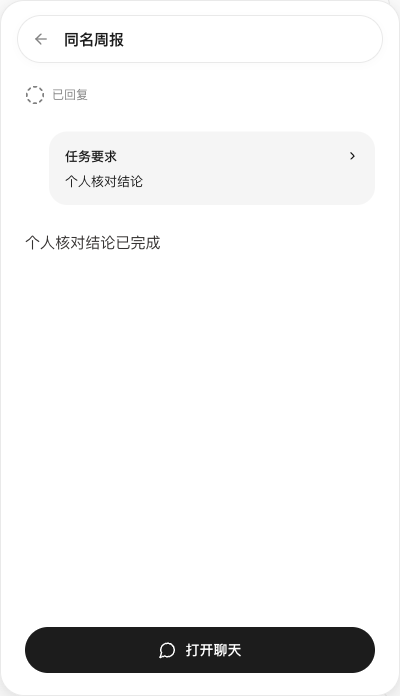 同名周报
已回复
任务要求
个人核对结论
个人核对结论已完成
打开聊天